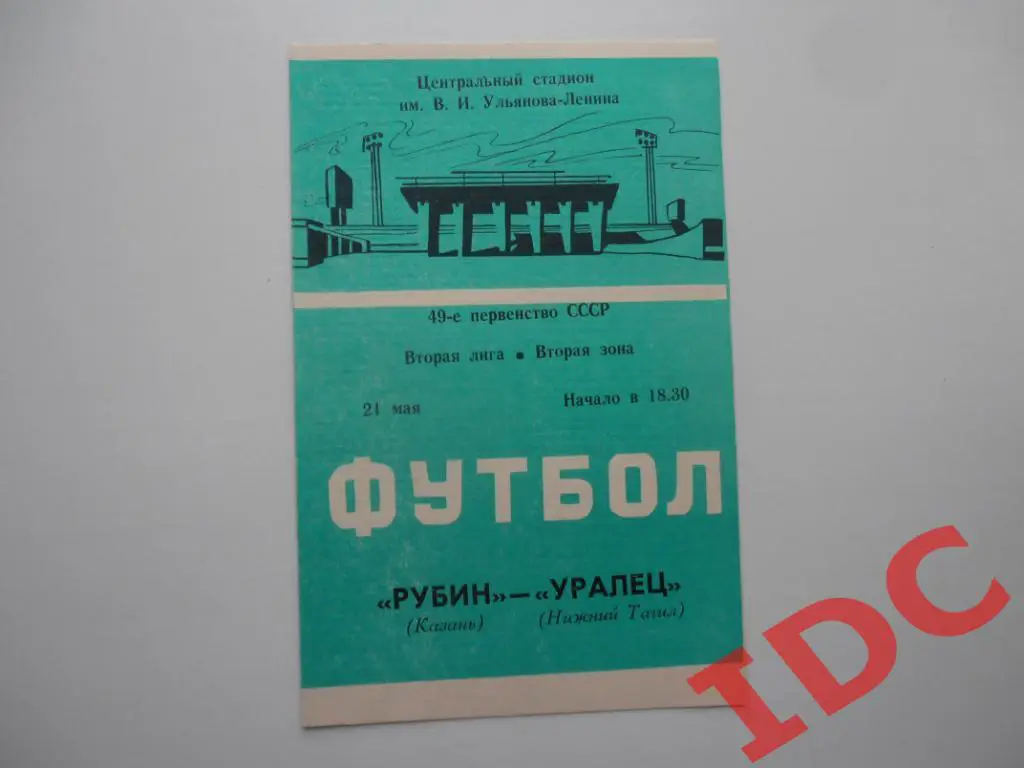 Центральный стадион
им. В. И. Ульянова-Ленина
49-е первенство СССР
Вторая лига ▪ Вторая зона
21 мая Начало в 18.30
ФУТБОЛ
«РУБИН»—«УРАЛЕЦ»
(Казань) (Нижний Тагил)
IDC